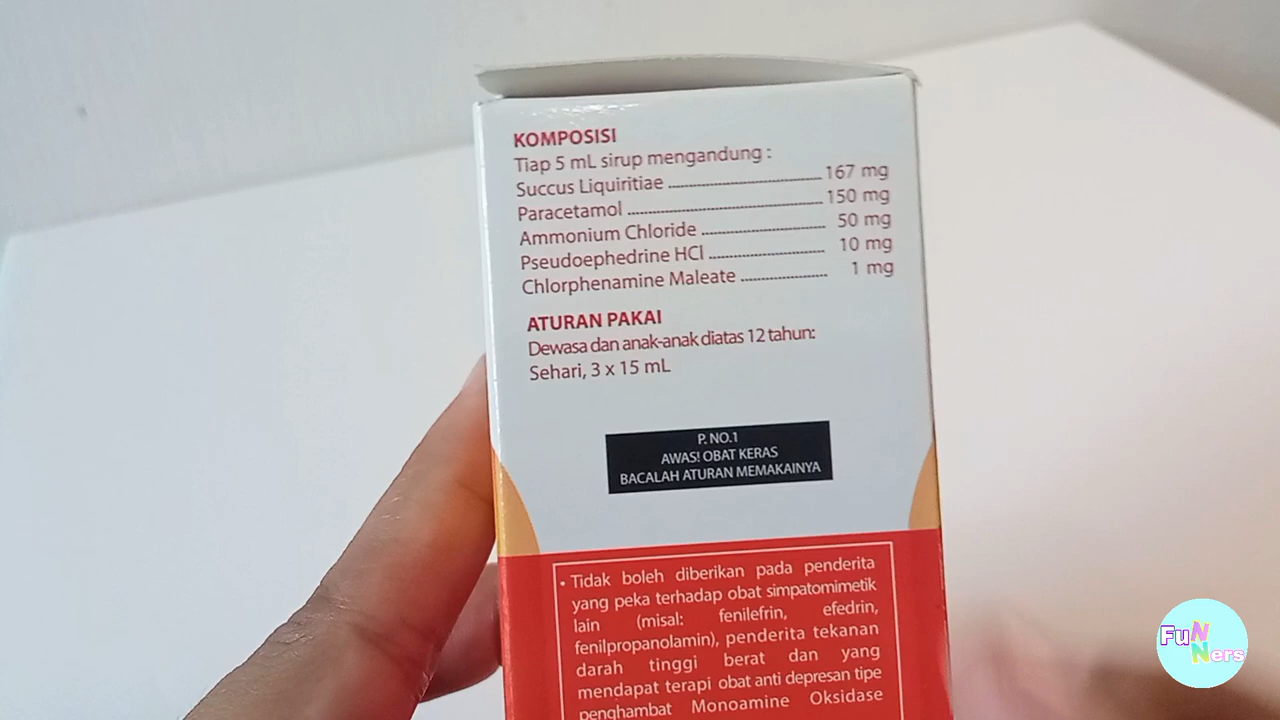 KOMPOSISI
Tiap 5 mL sirup mengandung :
Succus Liquiritiae ........................................ 167 mg
Paracetamol .................................................... 150 mg
Ammonium Chloride ................................. 50 mg
Pseudoephedrine HCl ............................... 10 mg
Chlorphenamine Maleate ....................... 1 mg
ATURAN PAKAI
Dewasa dan anak-anak diatas 12 tahun:
Sehari, 3 x 15 mL
P. NO.1
AWAS! OBAT KERAS
BACALAH ATURAN MEMAKAINYA
• Tidak boleh diberikan pada penderita
yang peka terhadap obat simpatomimetik
lain (misal: fenilefrin, efedrin,
fenilpropanolamin), penderita tekanan
darah tinggi berat dan yang
mendapat terapi obat anti depresan tipe
penghambat Monoamine Oksidase
FuNNers